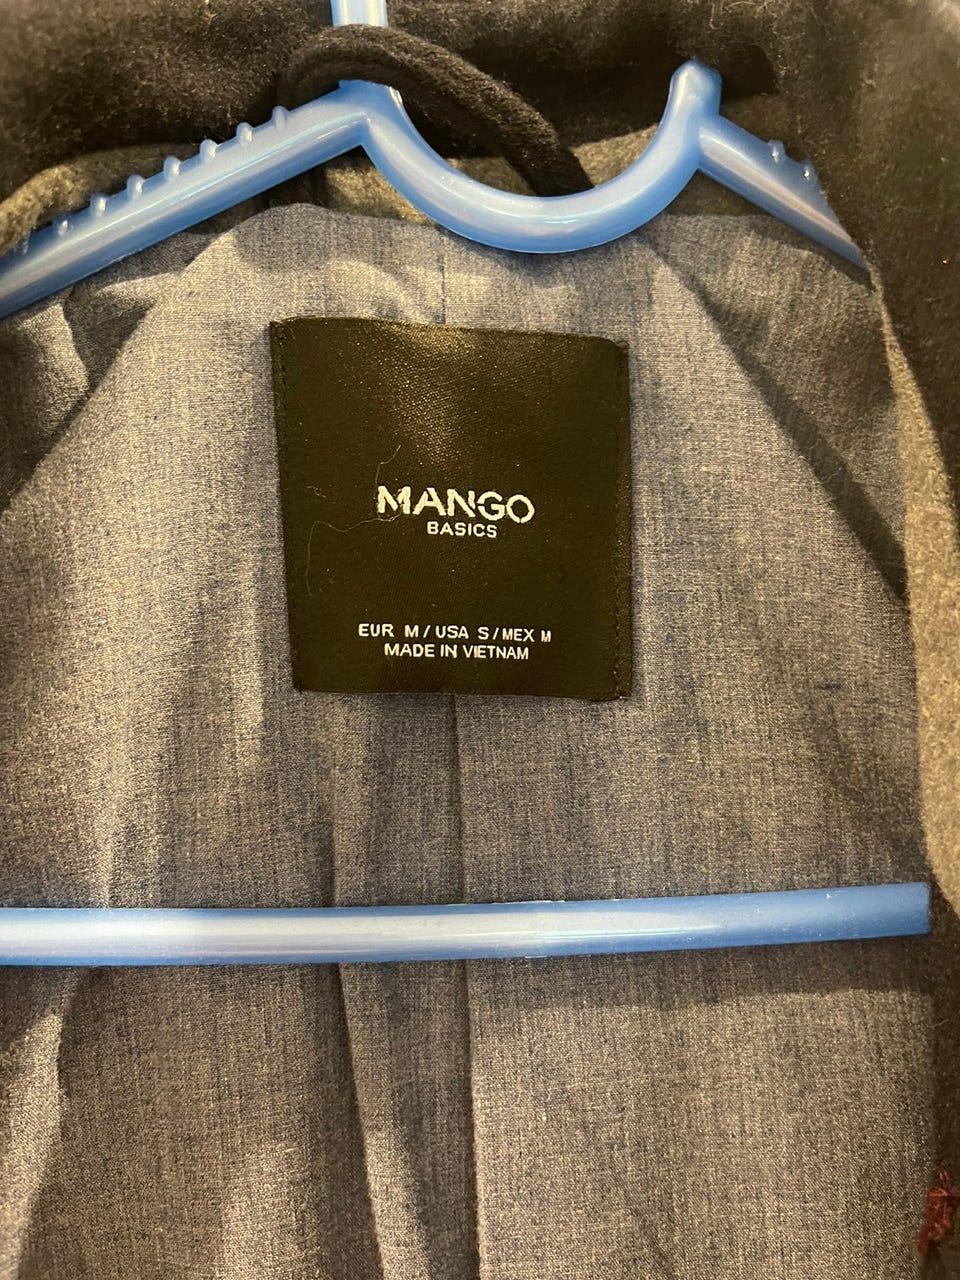 MANGO
BASICS
EUR M / USA S / MEX M
MADE IN VIETNAM